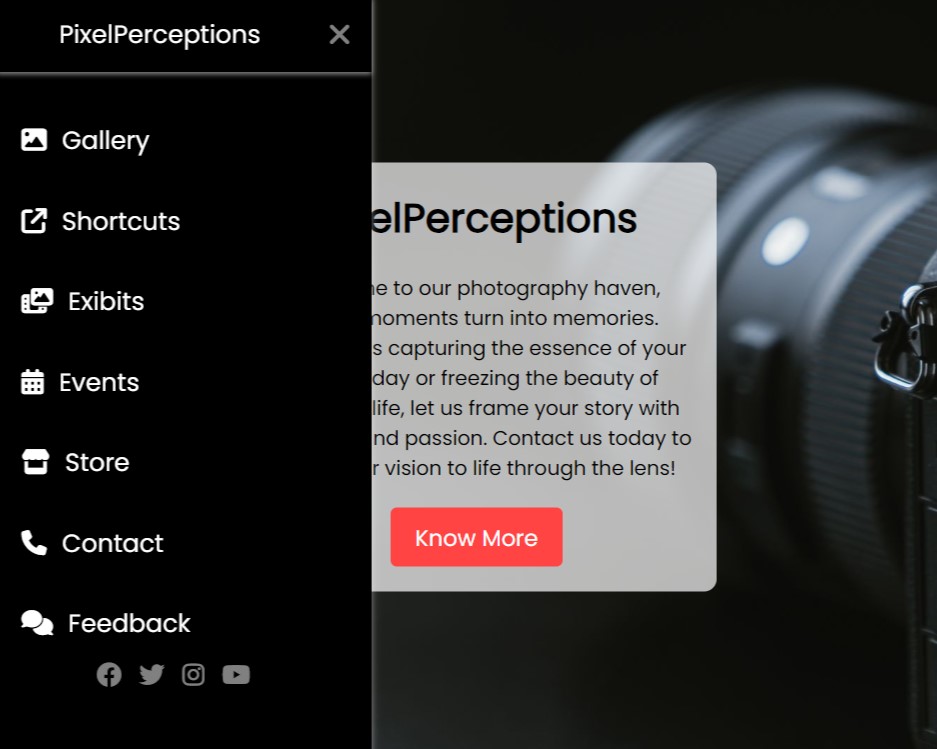 PixelPerceptions
Gallery
Shortcuts
Exibits
Events
Store
Contact
Feedback
elPerceptions
to our photography haven,
moments turn into memories.
s capturing the essence of your
day or freezing the beauty of
life, let us frame your story with
nd passion. Contact us today to
r vision to life through the lens!
Know More